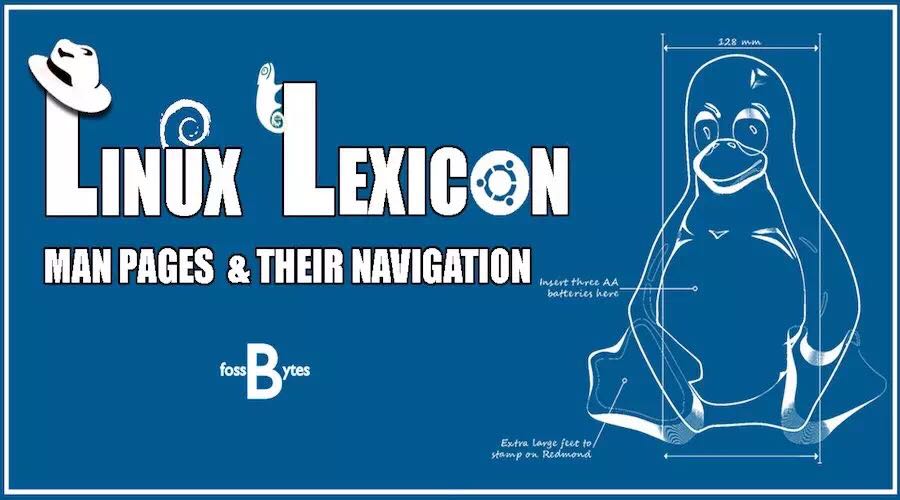 LINUX LEXICON
MAN PAGES & THEIR NAVIGATION
fossBytes
128 mm
Insert three AA
batteries here
Extra large feet to
stamp on Redmond